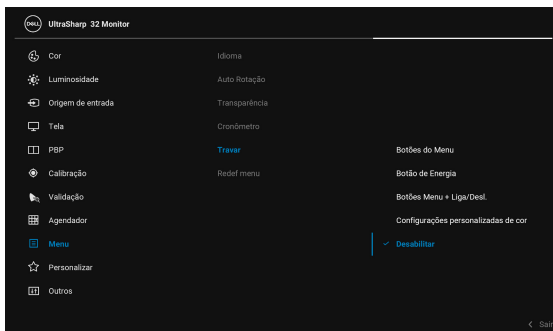 DELL UltraSharp 32 Monitor
Cor
Idioma
Luminosidade
Auto Rotação
Origem de entrada
Transparência
Tela
Cronômetro
PBP
Travar
Botões do Menu
Calibração
Redef menu
Botão de Energia
Validação
Botões Menu + Liga/Desl.
Agendador
Configurações personalizadas de cor
Menu
Desabilitar
Personalizar
Outros
Sair